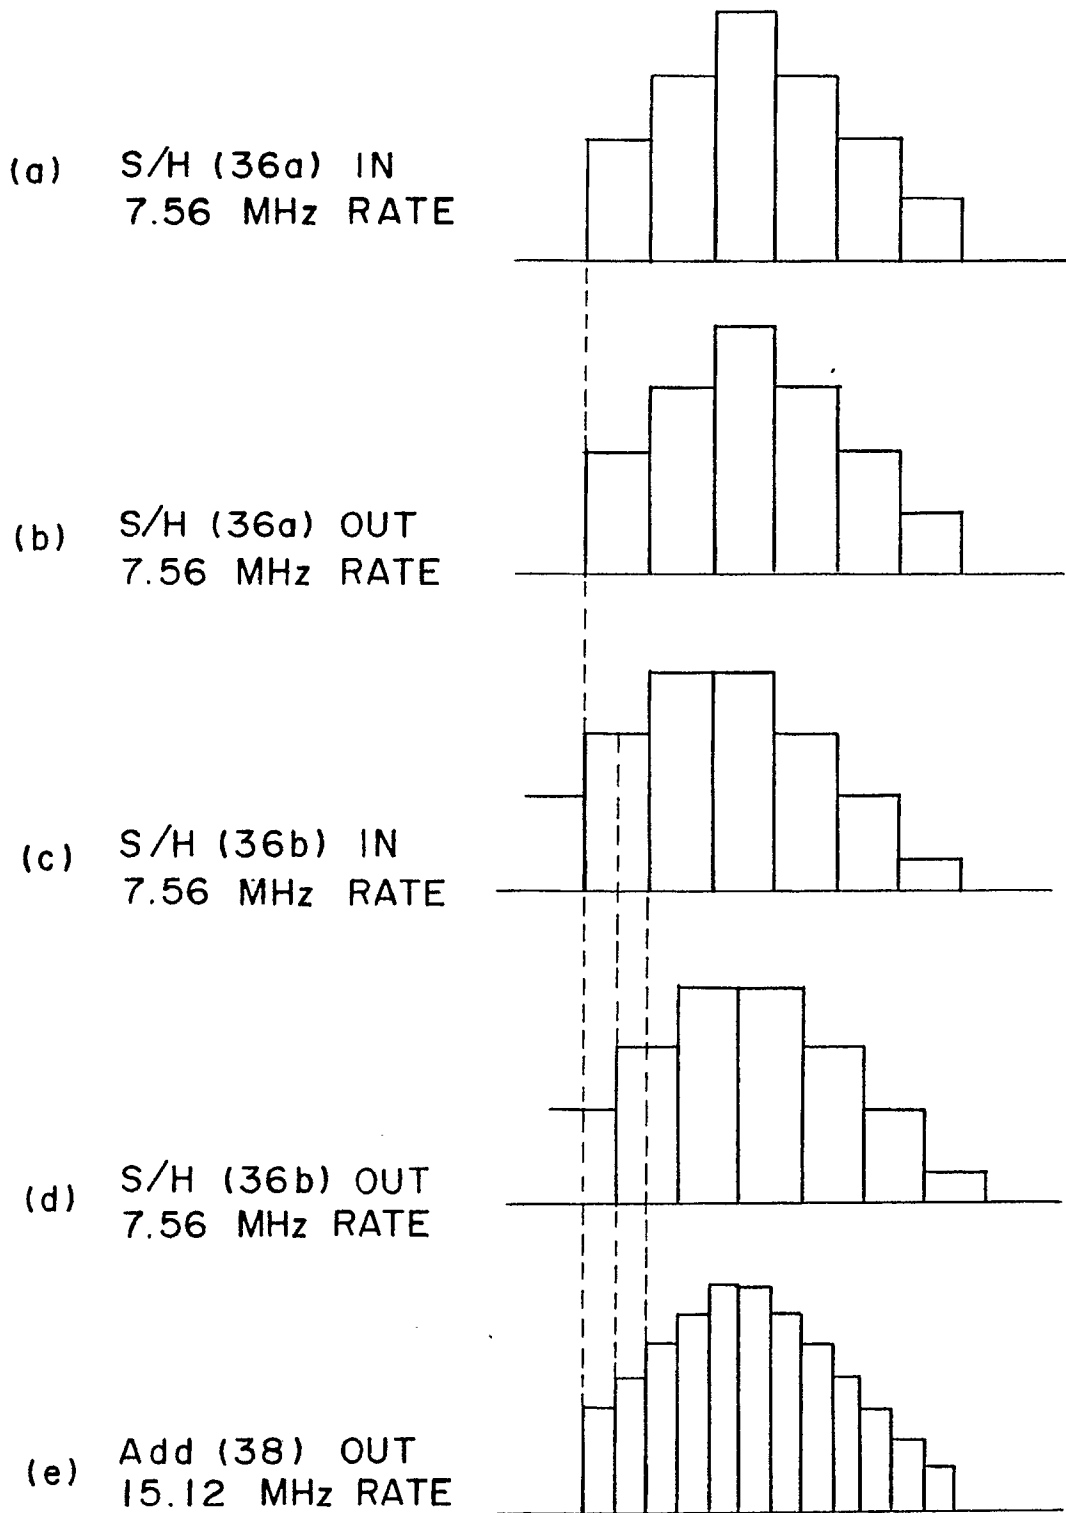 (a) S/H (36a) IN
7.56 MHz RATE
(b) S/H (36a) OUT
7.56 MHz RATE
(c) S/H (36b) IN
7.56 MHz RATE
(d) S/H (36b) OUT
7.56 MHz RATE
(e) Add (38) OUT
15.12 MHz RATE